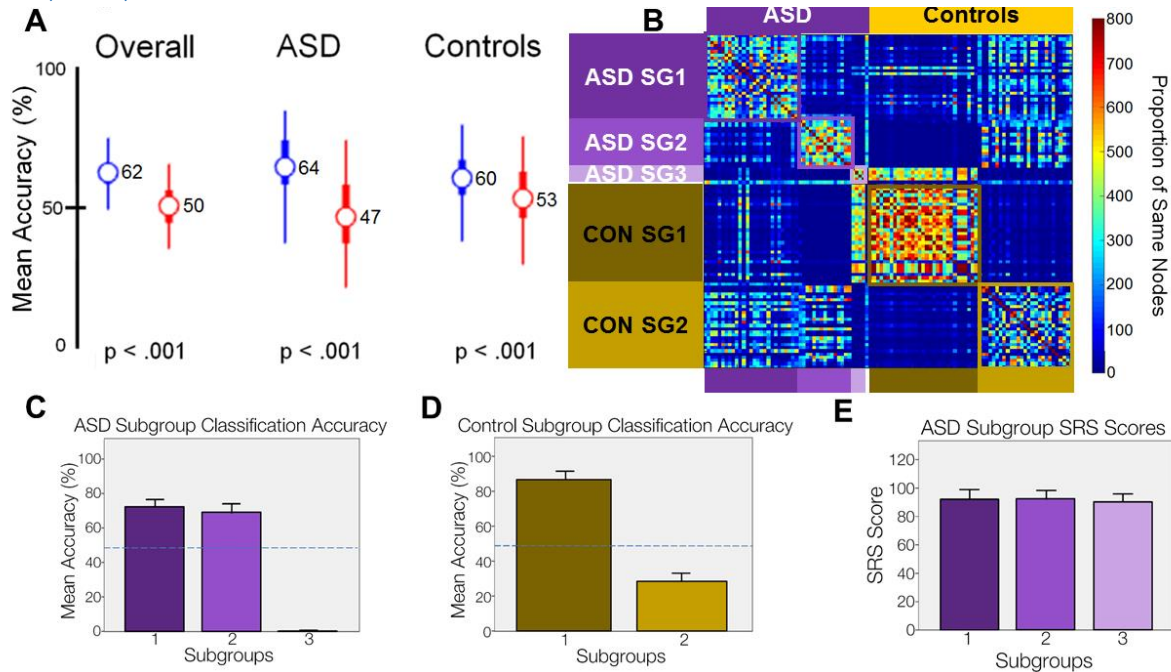 A
Overall
ASD
Controls
Mean Accuracy (%)
100
50
0
62
50
64
47
60
53
p < .001
p < .001
p < .001
B
ASD
Controls
ASD SG1
ASD SG2
ASD SG3
CON SG1
CON SG2
800
700
600
500
400
300
200
100
0
Proportion of Same Nodes
C
ASD Subgroup Classification Accuracy
Mean Accuracy (%)
100
80
60
40
20
0
1 2 3
Subgroups
D
Control Subgroup Classification Accuracy
Mean Accuracy (%)
100
80
60
40
20
0
1 2
Subgroups
E
ASD Subgroup SRS Scores
SRS Score
120
100
80
60
40
20
0
1 2 3
Subgroups